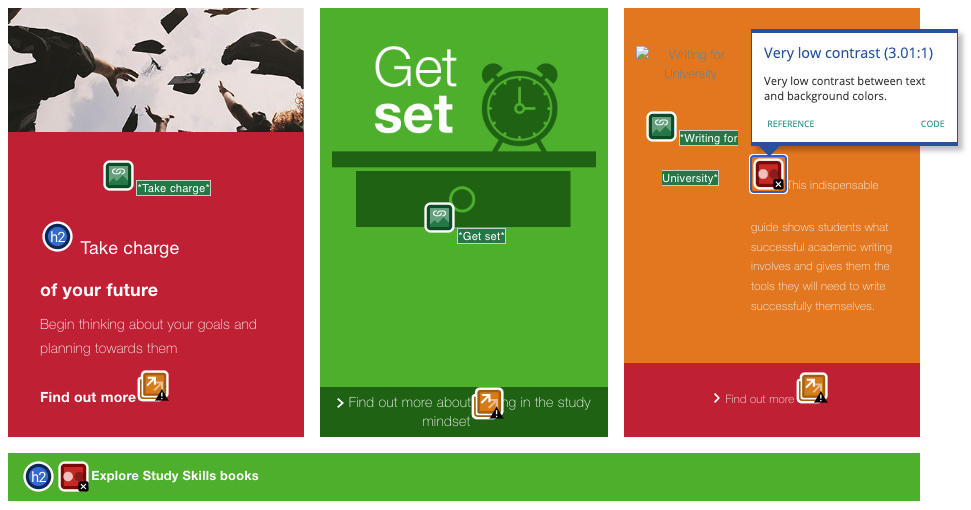 *Take charge*
h2 Take charge
of your future
Begin thinking about your goals and
planning towards them
Find out more
Get
set
*Get set*
Find out more about ng in the study
mindset
Writing for
University
*Writing for
University*
Very low contrast (3.01:1)
Very low contrast between text
and background colors.
REFERENCE CODE
This indispensable
guide shows students what
successful academic writing
involves and gives them the
tools they will need to write
successfully themselves.
Find out more
h2 Explore Study Skills books